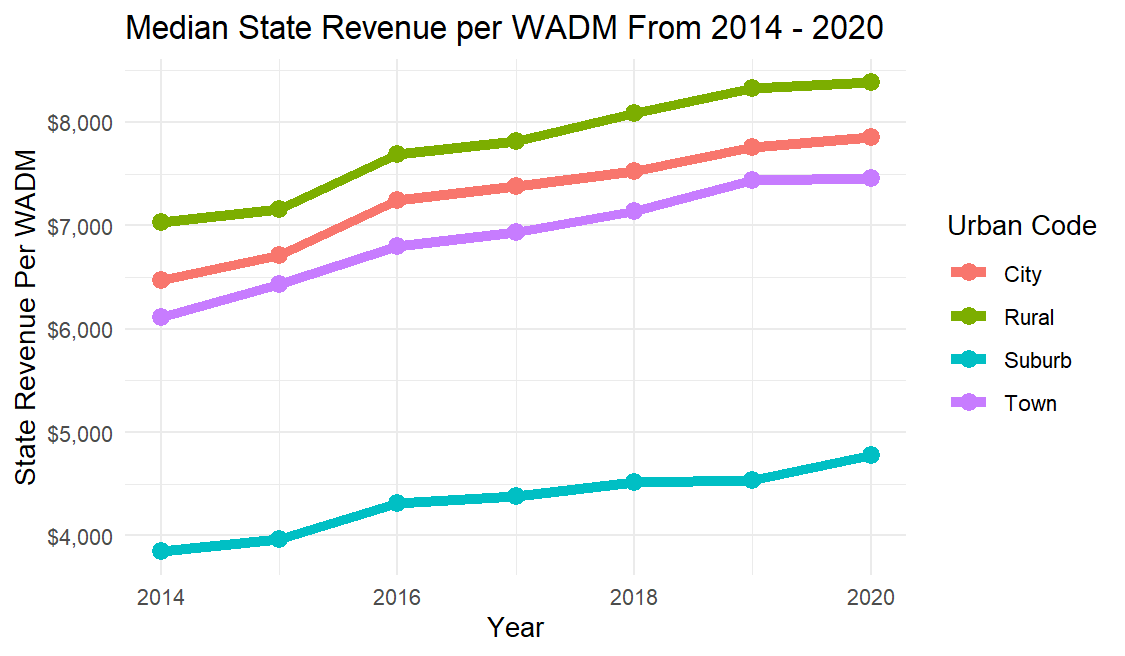 Median State Revenue per WADM From 2014 - 2020
State Revenue Per WADM
$8,000
$7,000
$6,000
$5,000
$4,000
2014 2016 2018 2020
Year
Urban Code
City
Rural
Suburb
Town